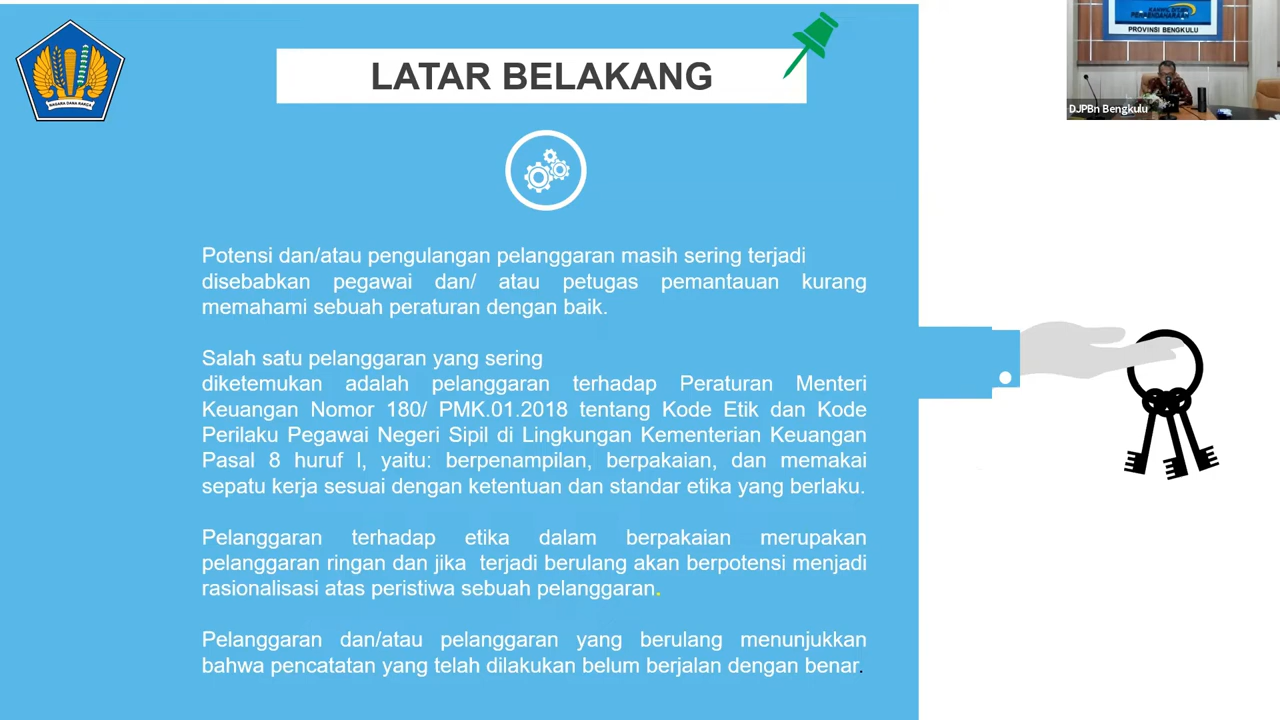 LATAR BELAKANG
NAGARA DANA RAKÇA
PROVINSI BENGKULU
DJPBn Bengkulu
Potensi dan/atau pengulangan pelanggaran masih sering terjadi
disebabkan pegawai dan/ atau petugas pemantauan kurang
memahami sebuah peraturan dengan baik.
Salah satu pelanggaran yang sering
diketemukan adalah pelanggaran terhadap Peraturan Menteri
Keuangan Nomor 180/ PMK.01.2018 tentang Kode Etik dan Kode
Perilaku Pegawai Negeri Sipil di Lingkungan Kementerian Keuangan
Pasal 8 huruf l, yaitu: berpenampilan, berpakaian, dan memakai
sepatu kerja sesuai dengan ketentuan dan standar etika yang berlaku.
Pelanggaran terhadap etika dalam berpakaian merupakan
pelanggaran ringan dan jika  terjadi berulang akan berpotensi menjadi
rasionalisasi atas peristiwa sebuah pelanggaran.
Pelanggaran dan/atau pelanggaran yang berulang menunjukkan
bahwa pencatatan yang telah dilakukan belum berjalan dengan benar.